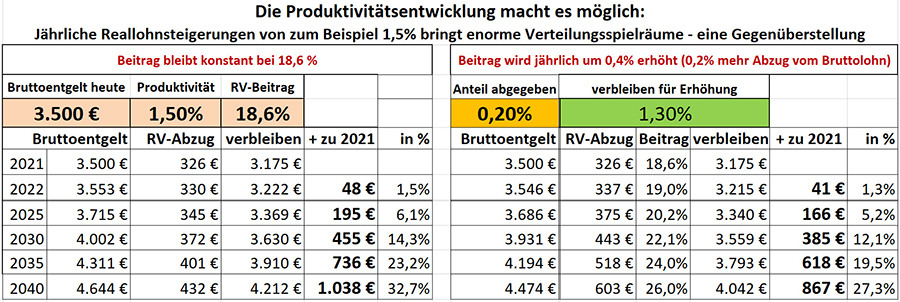 Die Produktivitätsentwicklung macht es möglich:
Jährliche Reallohnsteigerungen von zum Beispiel 1,5% bringt enorme Verteilungsspielräume - eine Gegenüberstellung
Beitrag bleibt konstant bei 18,6 %
Bruttoentgelt heute Produktivität RV-Beitrag
3.500 € 1,50% 18,6%
Bruttoentgelt RV-Abzug verbleiben + zu 2021 in %
2021 3.500 € 326 € 3.175 €
2022 3.553 € 330 € 3.222 € 48 € 1,5%
2025 3.715 € 345 € 3.369 € 195 € 6,1%
2030 4.002 € 372 € 3.630 € 455 € 14,3%
2035 4.311 € 401 € 3.910 € 736 € 23,2%
2040 4.644 € 432 € 4.212 € 1.038 € 32,7%
Beitrag wird jährlich um 0,4% erhöht (0,2% mehr Abzug vom Bruttolohn)
Anteil abgegeben verbleiben für Erhöhung
0,20% 1,30%
Bruttoentgelt RV-Abzug Beitrag verbleiben + zu 2021 in %
3.500 € 326 € 18,6% 3.175 €
3.546 € 337 € 19,0% 3.215 € 41 € 1,3%
3.686 € 375 € 20,2% 3.340 € 166 € 5,2%
3.931 € 443 € 22,1% 3.559 € 385 € 12,1%
4.194 € 518 € 24,0% 3.793 € 618 € 19,5%
4.474 € 603 € 26,0% 4.042 € 867 € 27,3%